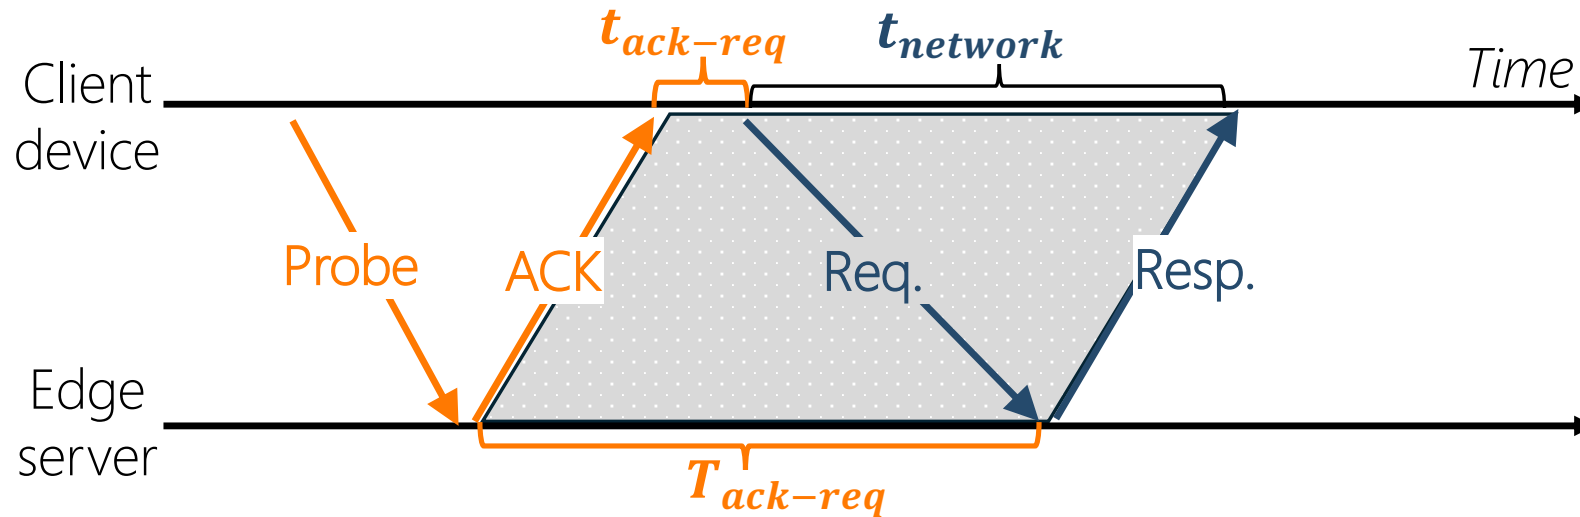 t_ack−req
t_network
Time
Client
device
Probe
ACK
Req.
Resp.
Edge
server
T_ack−req